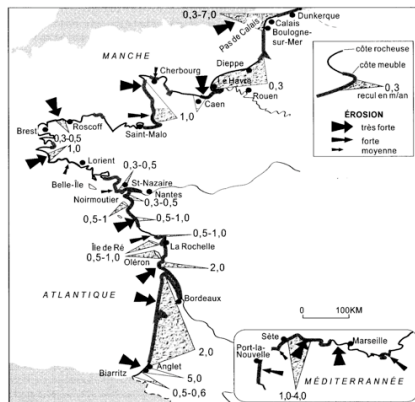 0,3-7,0
Pas de Calais
Dunkerque
Calais
Boulogne-
sur-Mer
MANCHE
Cherbourg
Dieppe
Le Havre
Rouen
Caen
0,3
1,0
Roscoff
Brest
0,3-0,5
1,0
Saint-Malo
Lorient
Belle-Île
0,3-0,5
St-Nazaire
Nantes
0,3-0,5
Noirmoutier
0,5-1
0,5-1,0
0,5-1,0
Île de Ré
0,5-1,0
La Rochelle
Oléron
2,0
ATLANTIQUE
Bordeaux
2,0
Anglet
Biarritz
5,0
0,5-0,6
côte rocheuse
côte meuble
0,3
recul en m/an
ÉROSION
très forte
forte
moyenne
0 100KM
Sète
Marseille
Port-la-
Nouvelle
MÉDITERRANNÉE
1,0-4,0